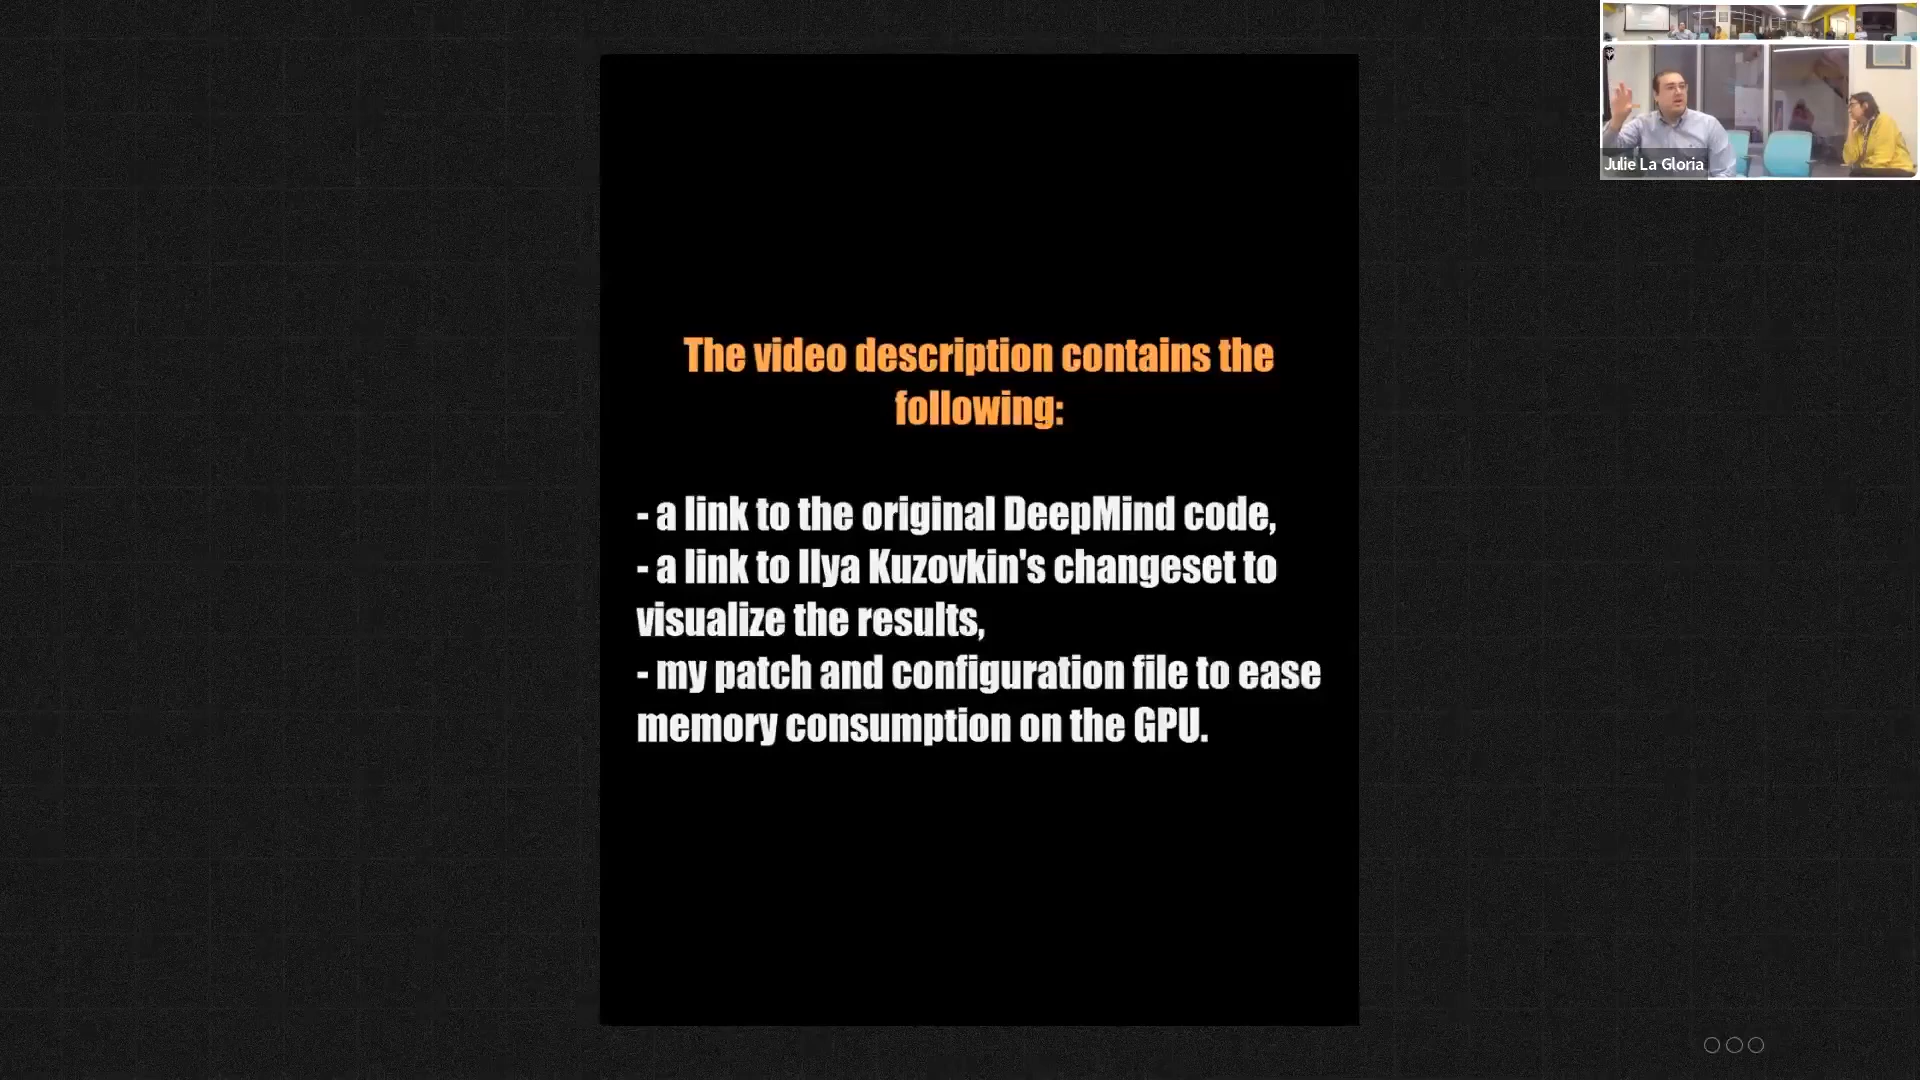 Julie La Gloria
The video description contains the
following:
- a link to the original DeepMind code,
- a link to Ilya Kuzovkin's changeset to
visualize the results,
- my patch and configuration file to ease
memory consumption on the GPU.